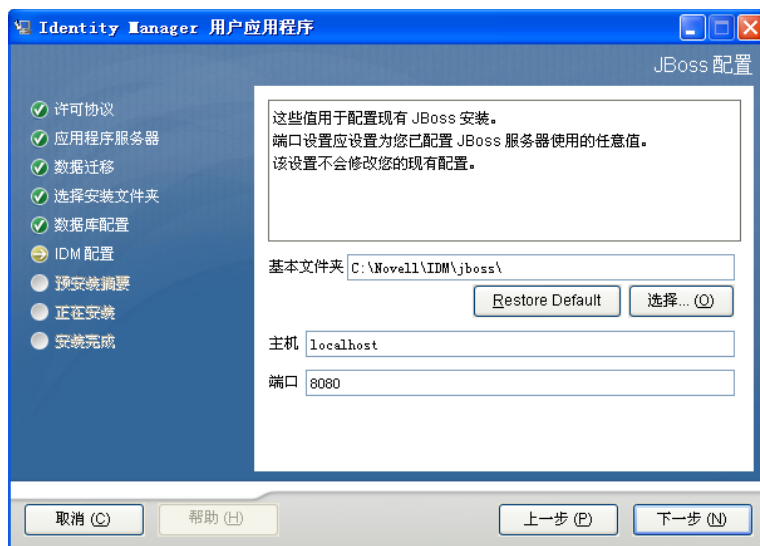 Identity Manager 用户应用程序
JBoss 配置
许可协议
应用程序服务器
数据迁移
选择安装文件夹
数据库配置
IDM 配置
预安装摘要
正在安装
安装完成
这些值用于配置现有 JBoss 安装。
端口设置应设置为您已配置 JBoss 服务器使用的任意值。
该设置不会修改您的现有配置。
基本文件夹 C:\Novell\IDM\jboss\
Restore Default 选择... (O)
主机 localhost
端口 8080
取消 (C) 帮助 (H) 上一步 (P) 下一步 (N)